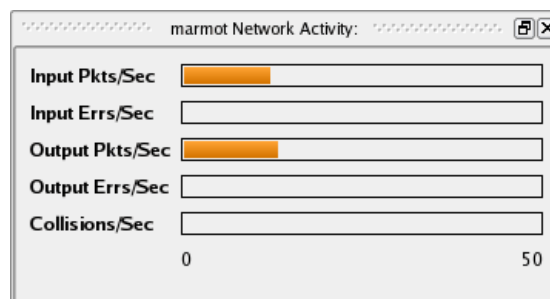 marmot Network Activity:
Input Pkts/Sec
Input Errs/Sec
Output Pkts/Sec
Output Errs/Sec
Collisions/Sec
0 50